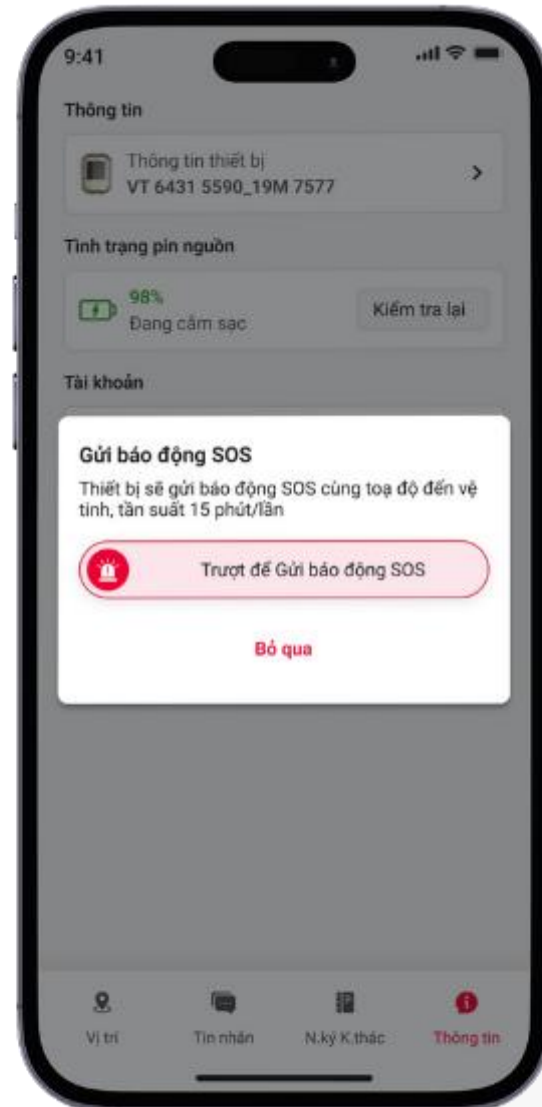 9:41
Thông tin
Thông tin thiết bị
VT 6431 5590_19M 7577
Tình trạng pin nguồn
98%
Đang cắm sạc
Kiểm tra lại
Tài khoản
Gửi báo động SOS
Thiết bị sẽ gửi báo động SOS cùng toạ độ đến vệ
tinh, tần suất 15 phút/lần
Trượt để Gửi báo động SOS
Bỏ qua
Vị trí
Tin nhắn
N.ký K.thác
Thông tin